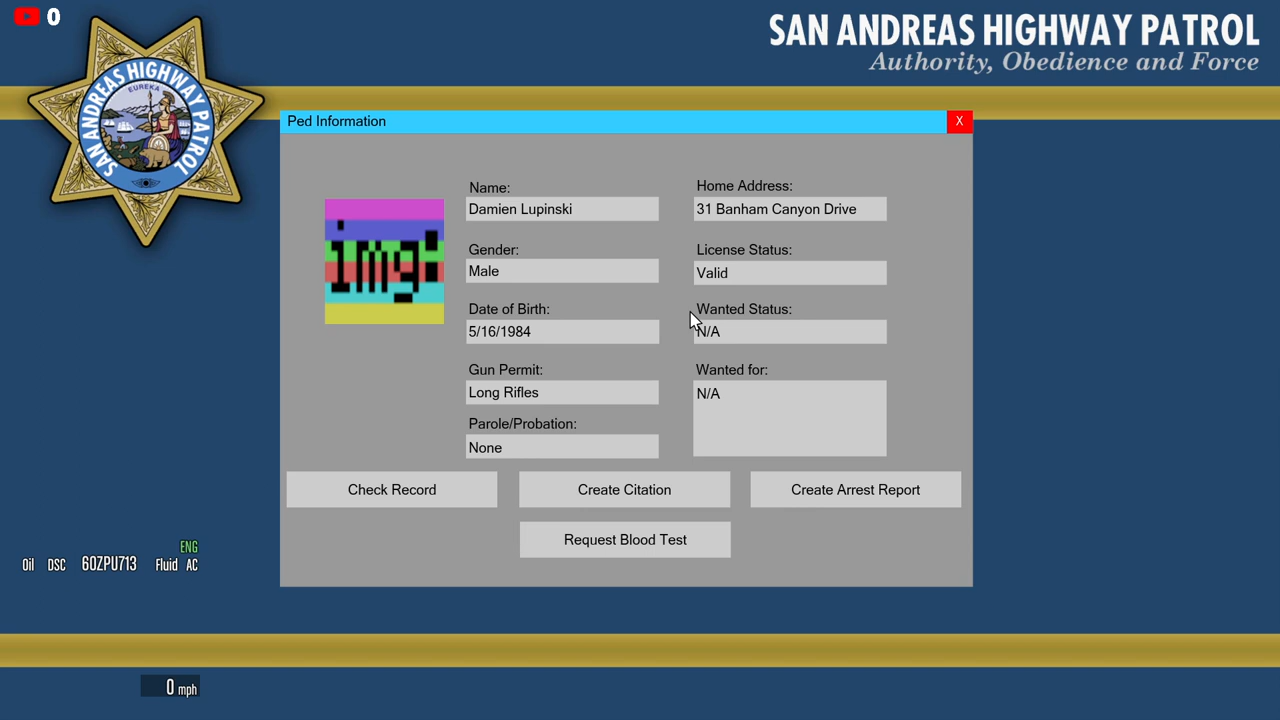 0
SAN ANDREAS HIGHWAY PATROL
Authority, Obedience and Force
SAN ANDREAS HIGHWAY PATROL
EUREKA
Ped Information
X
img:
Name:
Damien Lupinski
Gender:
Male
Date of Birth:
5/16/1984
Gun Permit:
Long Rifles
Parole/Probation:
None
Home Address:
31 Banham Canyon Drive
License Status:
Valid
Wanted Status:
N/A
Wanted for:
N/A
Check Record
Create Citation
Create Arrest Report
Request Blood Test
ENG
Oil DSC 60ZPU713 Fluid AC
0 mph